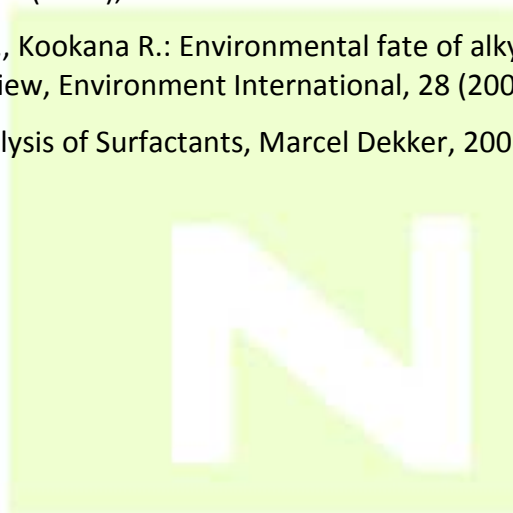 ., Kookana R.: Environmental fate of alky
iew, Environment International, 28 (200
lysis of Surfactants, Marcel Dekker, 200
N